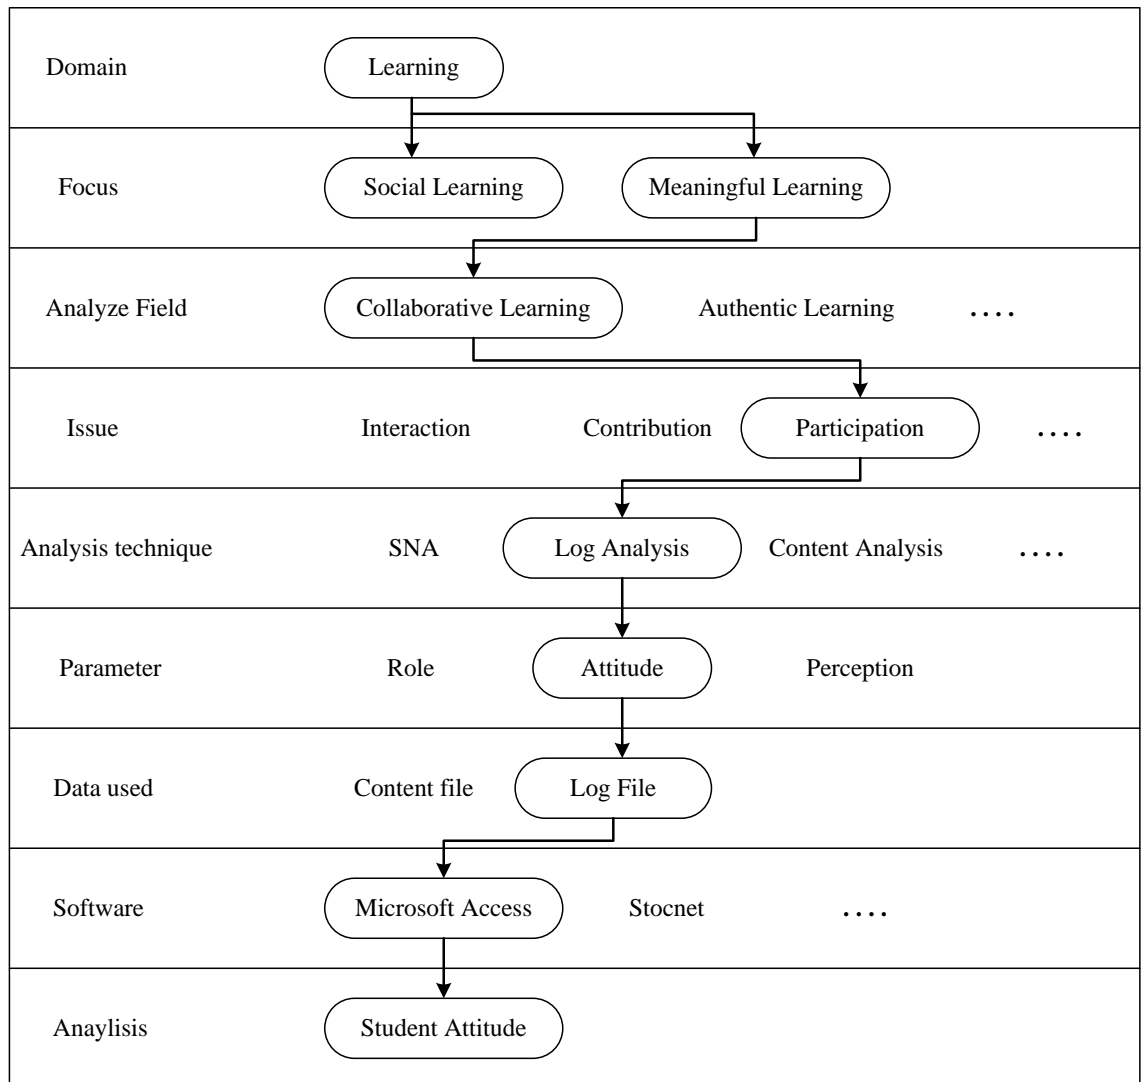 Domain Learning
Focus Social Learning Meaningful Learning
Analyze Field Collaborative Learning Authentic Learning ....
Issue Interaction Contribution Participation ....
Analysis technique SNA Log Analysis Content Analysis ....
Parameter Role Attitude Perception
Data used Content file Log File
Software Microsoft Access Stocnet ....
Anaylisis Student Attitude